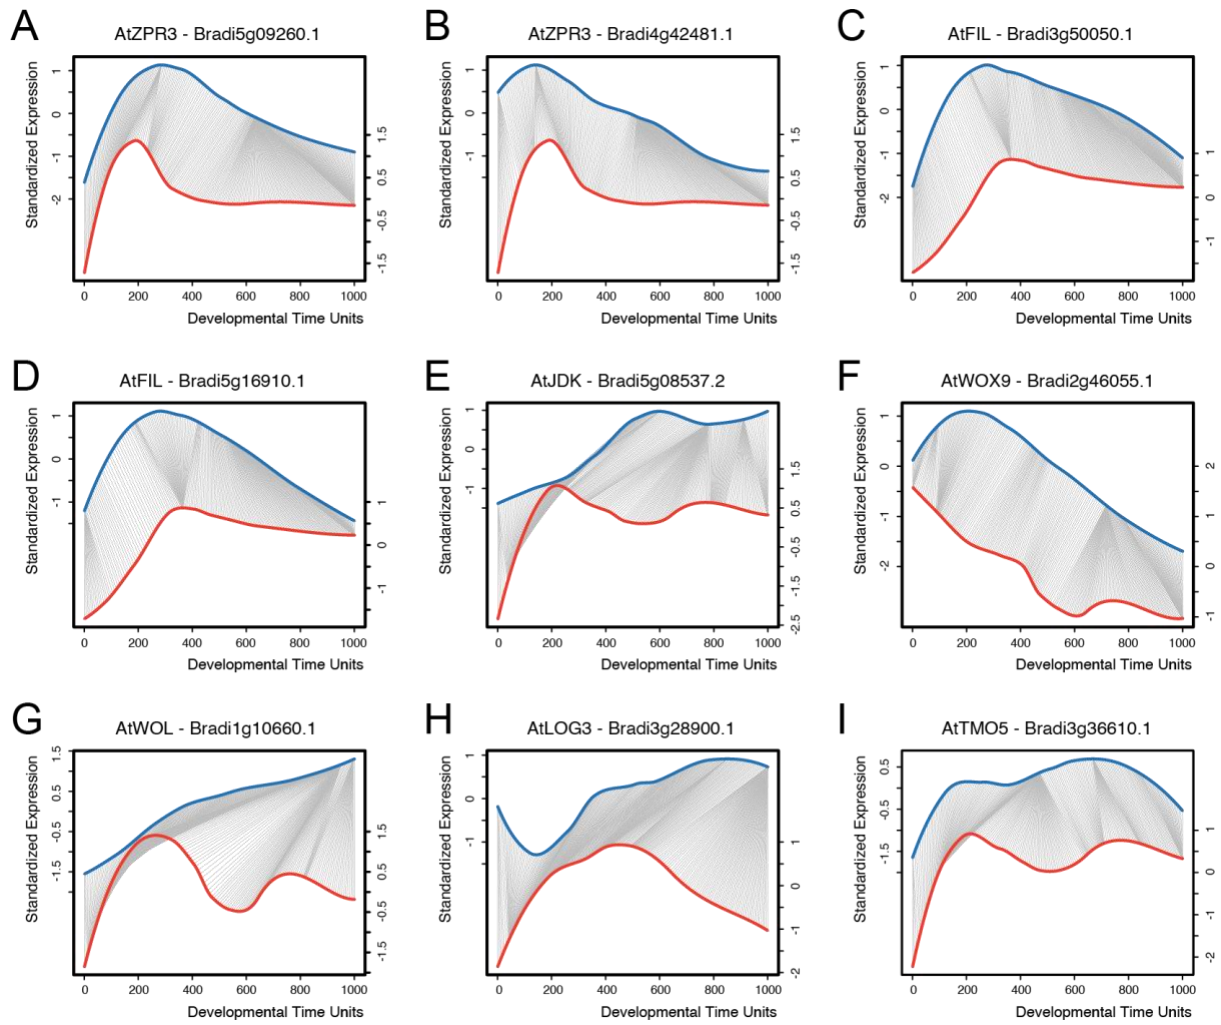 A
AtZPR3 - Bradi5g09260.1
Standardized Expression
1
0
-1
-2
1.5
0.5
-0.5
-1.5
0 200 400 600 800 1000
Developmental Time Units
B
AtZPR3 - Bradi4g42481.1
Standardized Expression
1
0
-1
1.5
0.5
-0.5
-1.5
0 200 400 600 800 1000
Developmental Time Units
C
AtFIL - Bradi3g50050.1
Standardized Expression
1
0
-1
-2
1
0
-1
0 200 400 600 800 1000
Developmental Time Units
D
AtFIL - Bradi5g16910.1
Standardized Expression
1
0
-1
1
0
-1
0 200 400 600 800 1000
Developmental Time Units
E
AtJDK - Bradi5g08537.2
Standardized Expression
1
0
-1
1.5
0.5
-0.5
-1.5
-2.5
0 200 400 600 800 1000
Developmental Time Units
F
AtWOX9 - Bradi2g46055.1
Standardized Expression
1
0
-1
-2
2
1
0
-1
0 200 400 600 800 1000
Developmental Time Units
G
AtWOL - Bradi1g10660.1
Standardized Expression
1.5
0.5
-0.5
-1.5
1.5
0.5
-0.5
-1.5
0 200 400 600 800 1000
Developmental Time Units
H
AtLOG3 - Bradi3g28900.1
Standardized Expression
1
0
-1
1
0
-1
-2
0 200 400 600 800 1000
Developmental Time Units
I
AtTMO5 - Bradi3g36610.1
Standardized Expression
0.5
-0.5
-1.5
1
0
-1
-2
0 200 400 600 800 1000
Developmental Time Units